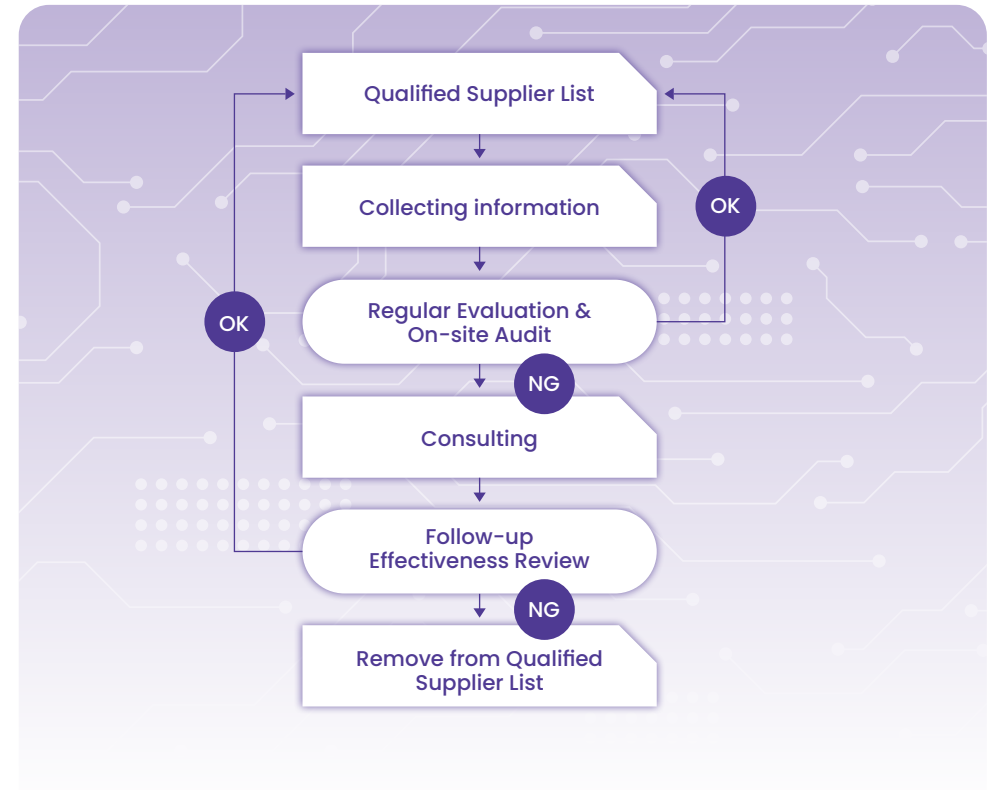 Qualified Supplier List
Collecting information
OK
Regular Evaluation &
On-site Audit
OK
NG
Consulting
Follow-up
Effectiveness Review
NG
Remove from Qualified
Supplier List